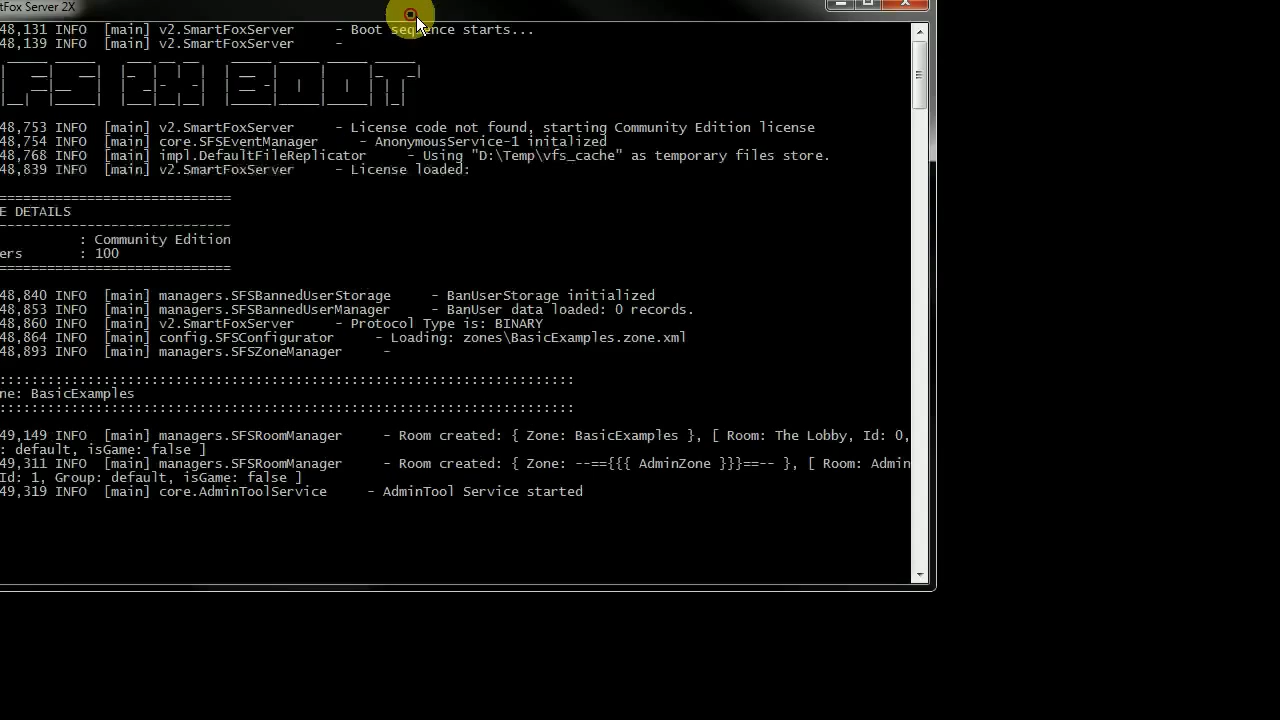 tFox Server 2X
48,131 INFO  [main] v2.SmartFoxServer     - Boot sequence starts...
48,139 INFO  [main] v2.SmartFoxServer     -
FS 2X BOOT
48,753 INFO  [main] v2.SmartFoxServer     - License code not found, starting Community Edition license
48,754 INFO  [main] core.SFSEventManager       - AnonymousService-1 initalized
48,768 INFO  [main] impl.DefaultFileReplicator     - Using "D:\Temp\vfs_cache" as temporary files store.
48,839 INFO  [main] v2.SmartFoxServer     - License loaded:
==============================
E DETAILS
------------------------------
: Community Edition
ers      : 100
==============================
48,840 INFO  [main] managers.SFSBannedUserStorage     - BanUserStorage initialized
48,853 INFO  [main] managers.SFSBannedUserManager     - BanUser data loaded: 0 records.
48,860 INFO  [main] v2.SmartFoxServer     - Protocol Type is: BINARY
48,864 INFO  [main] config.SFSConfigurator      - Loading: zones\BasicExamples.zone.xml
48,893 INFO  [main] managers.SFSZoneManager     -
::::::::::::::::::::::::::::::::::::::::::::::::::::::::::::::::::::::::::
ne: BasicExamples
::::::::::::::::::::::::::::::::::::::::::::::::::::::::::::::::::::::::::
49,149 INFO  [main] managers.SFSRoomManager     - Room created: { Zone: BasicExamples }, [ Room: The Lobby, Id: 0,
: default, isGame: false ]
49,311 INFO  [main] managers.SFSRoomManager     - Room created: { Zone: --=={{{ AdminZone }}}==-- }, [ Room: Admin
Id: 1, Group: default, isGame: false ]
49,319 INFO  [main] core.AdminToolService     - AdminTool Service started